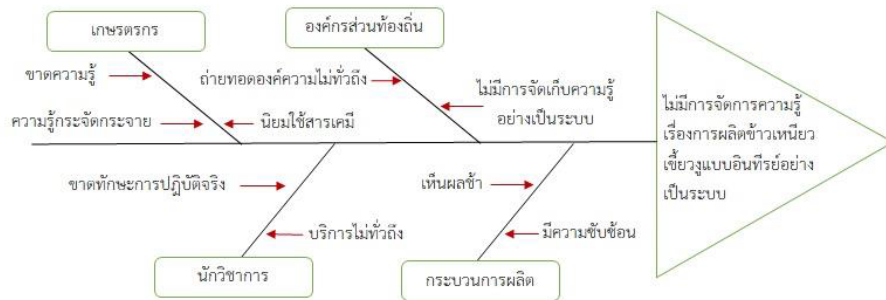 เกษตรกร
องค์กรส่วนท้องถิ่น
ขาดความรู้
ถ่ายทอดองค์ความไม่ทั่วถึง
ไม่มีการจัดเก็บความรู้
อย่างเป็นระบบ
ความรู้กระจัดกระจาย
นิยมใช้สารเคมี
ไม่มีการจัดการความรู้
เรื่องการผลิตข้าวเหนียว
เขี้ยวงูแบบอินทรีย์อย่าง
เป็นระบบ
ขาดทักษะการปฏิบัติจริง
เห็นผลช้า
บริการไม่ทั่วถึง
มีความซับซ้อน
นักวิชาการ
กระบวนการผลิต